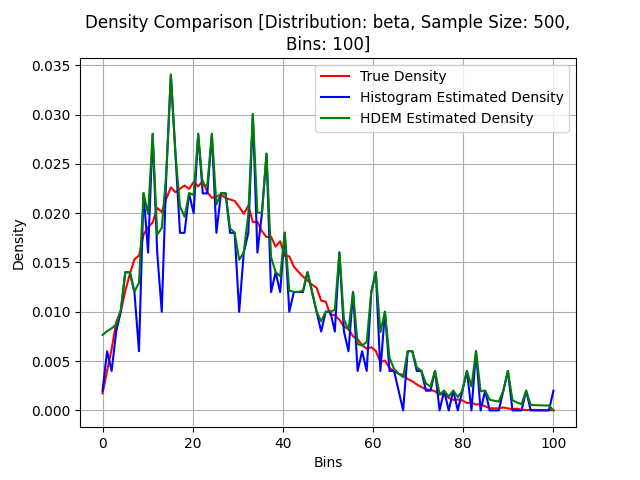 Density Comparison [Distribution: beta, Sample Size: 500,
Bins: 100]
True Density
Histogram Estimated Density
HDEM Estimated Density
Density
0.035
0.030
0.025
0.020
0.015
0.010
0.005
0.000
0 20 40 60 80 100
Bins